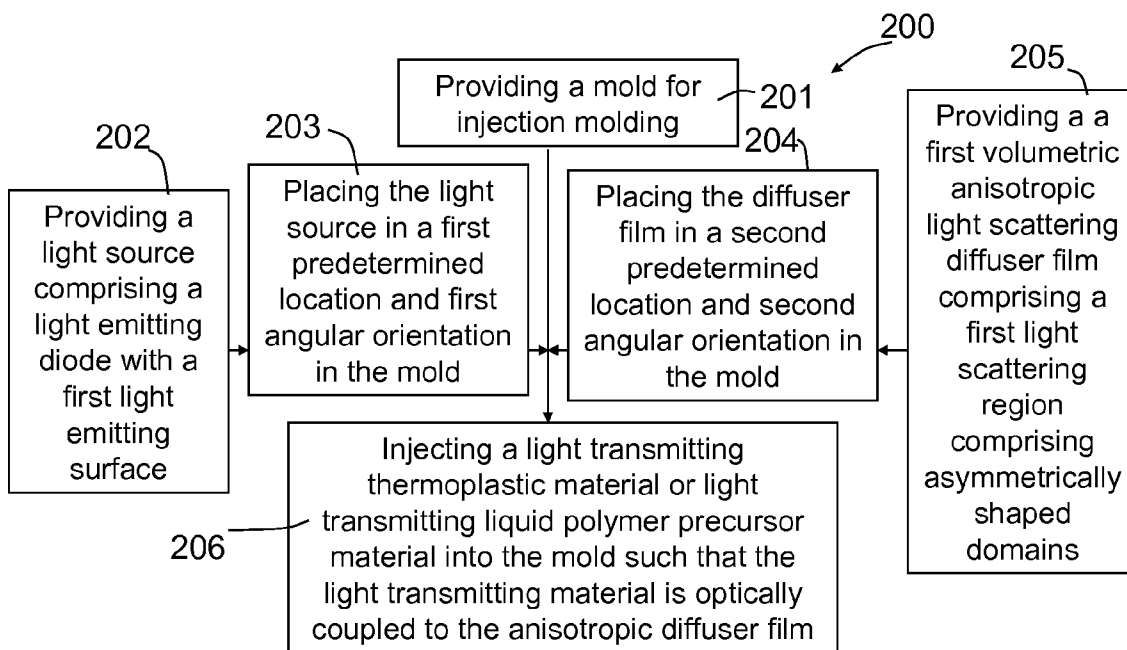 200
201
Providing a mold for
injection molding
202
Providing a
light source
comprising a
light emitting
diode with a
first light
emitting
surface
203
Placing the light
source in a first
predetermined
location and first
angular orientation
in the mold
204
Placing the diffuser
film in a second
predetermined
location and second
angular orientation in
the mold
205
Providing a a
first volumetric
anisotropic
light scattering
diffuser film
comprising a
first light
scattering
region
comprising
asymmetrically
shaped
domains
206
Injecting a light transmitting
thermoplastic material or light
transmitting liquid polymer precursor
material into the mold such that the
light transmitting material is optically
coupled to the anisotropic diffuser film